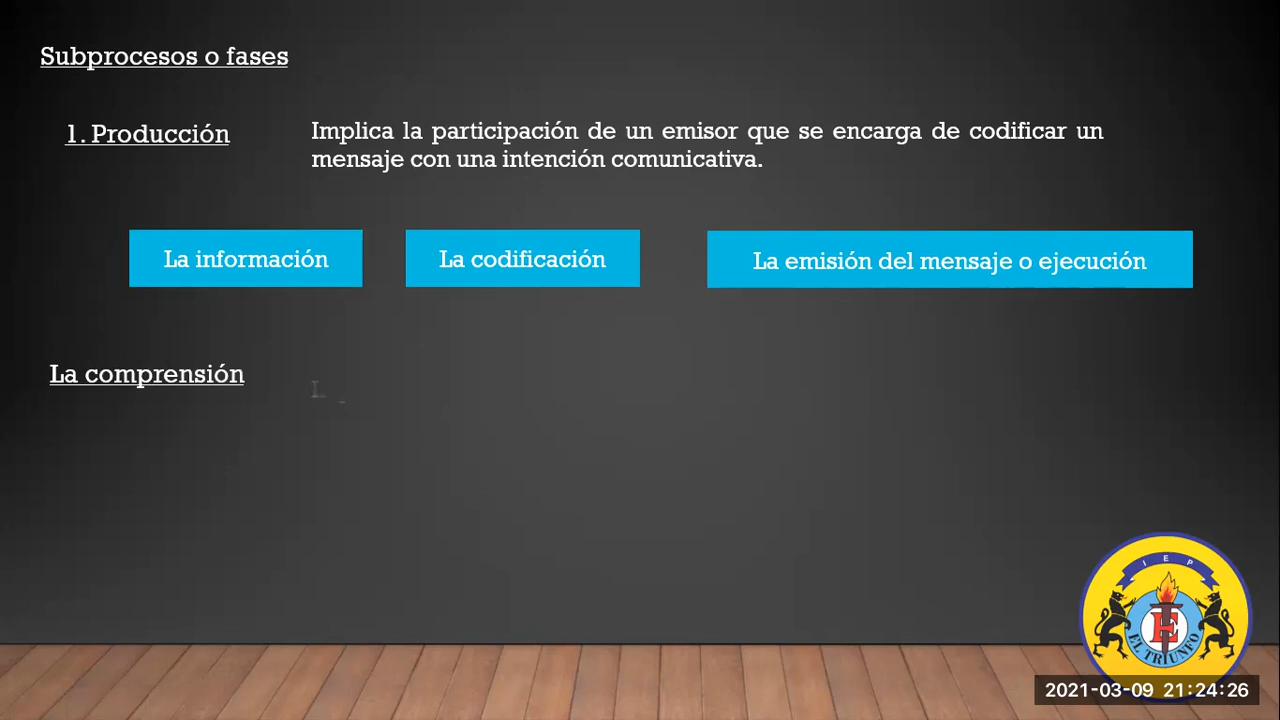 Subprocesos o fases
1. Producción
Implica la participación de un emisor que se encarga de codificar un
mensaje con una intención comunicativa.
La información
La codificación
La emisión del mensaje o ejecución
La comprensión
I E P
E
EL TRIUNFO
2021-03-09 21:24:26